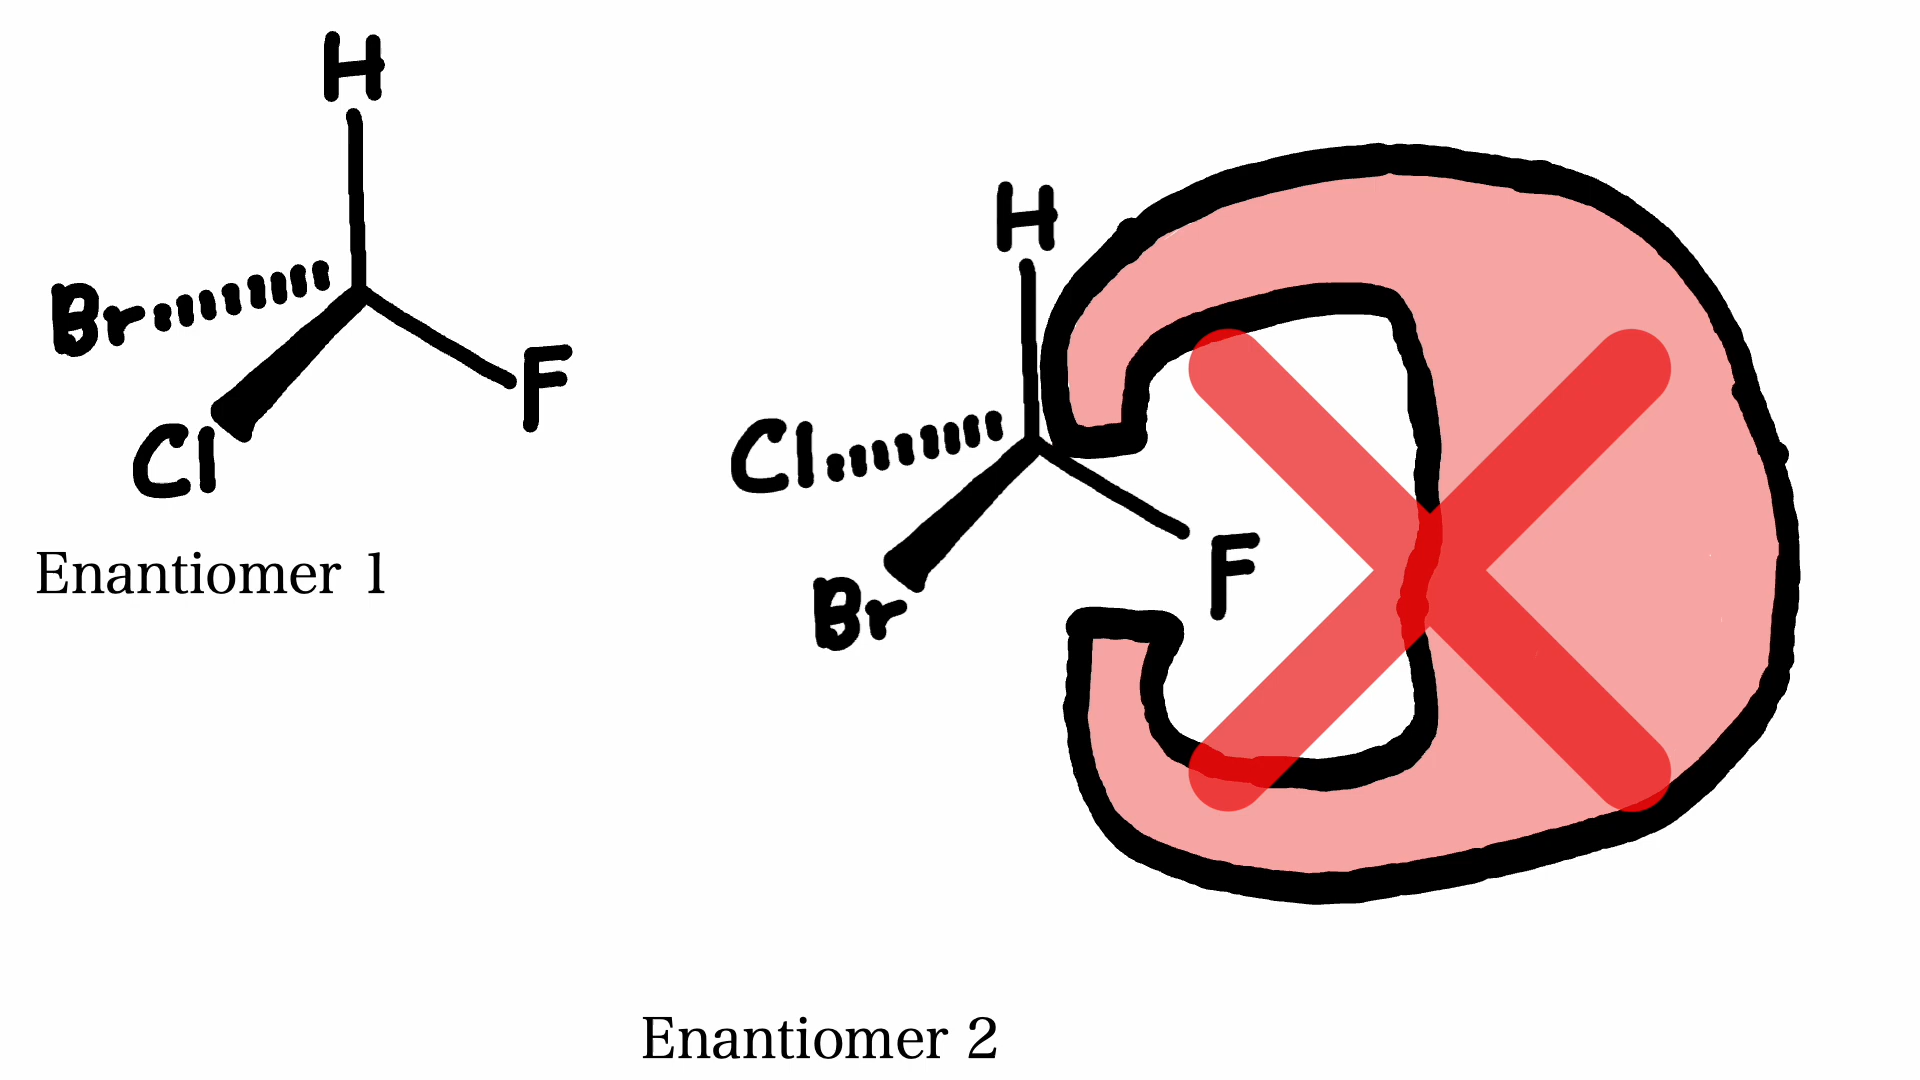 H
Br
Cl
F
Enantiomer 1
H
Cl
Br
F
Enantiomer 2